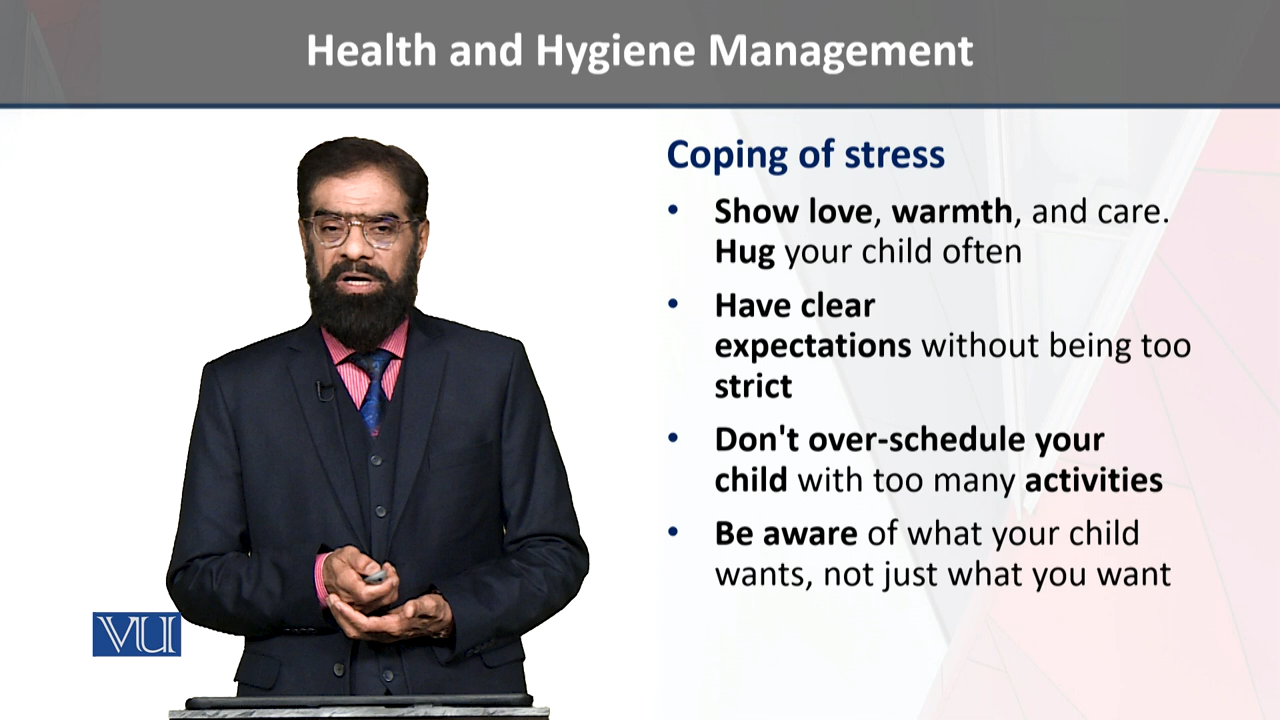 Health and Hygiene Management
Coping of stress
• Show love, warmth, and care.
Hug your child often
• Have clear
expectations without being too
strict
• Don't over-schedule your
child with too many activities
• Be aware of what your child
wants, not just what you want
VU